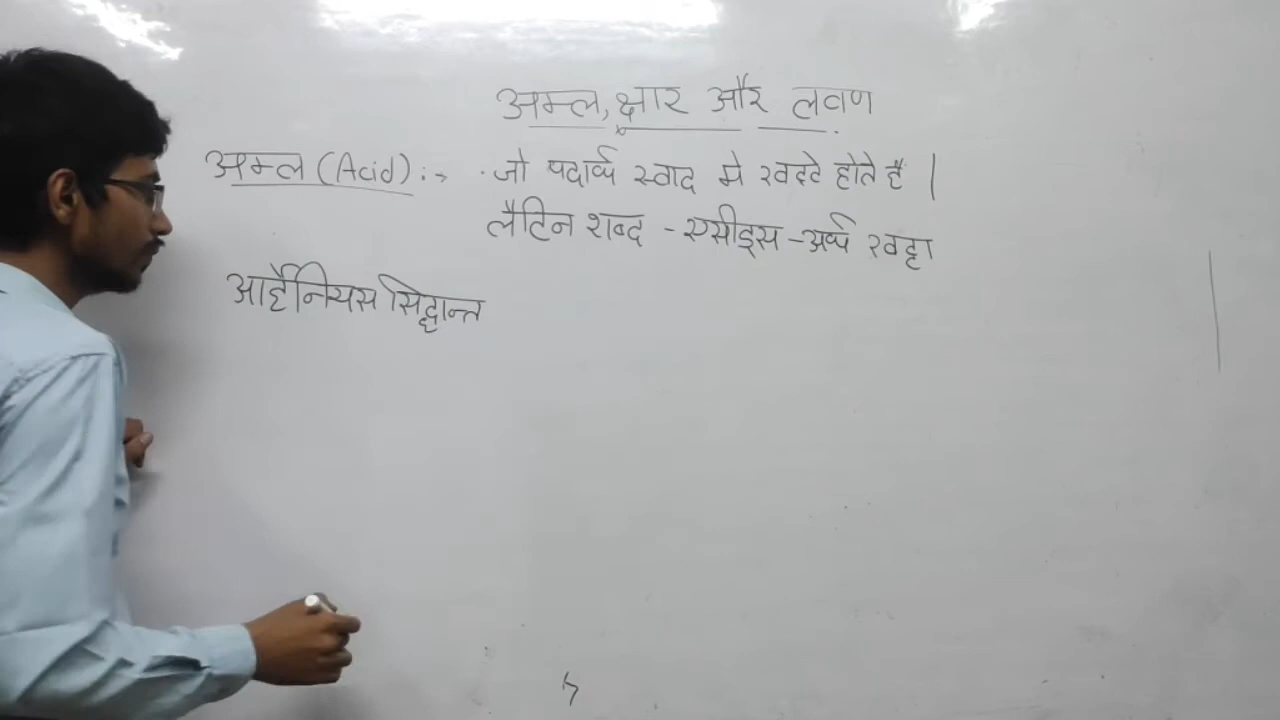 अम्ल, क्षार और लवण
अम्ल (Acid) :→ · जो पदार्थ स्वाद मे खट्टे होते है |
लैटिन शब्द - एसीड्स - अर्थ खट्टा
आर्हैनियस सिद्धान्त